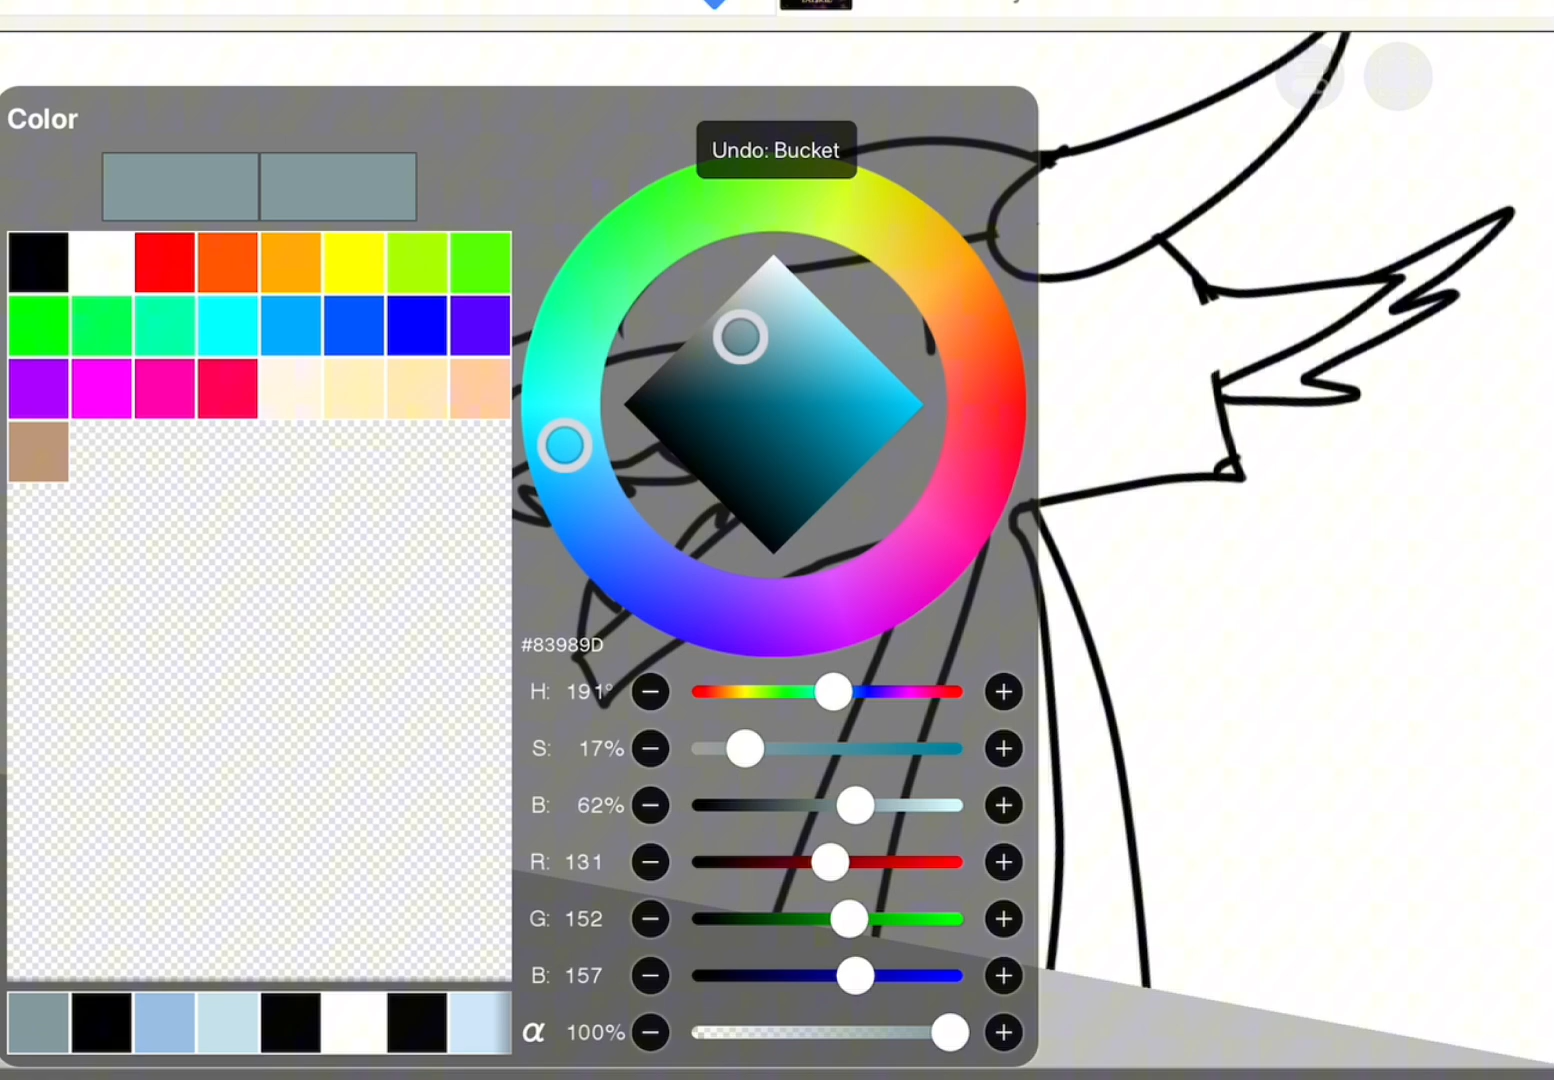 Color
Undo: Bucket
#83989D
H: 191°
S: 17%
B: 62%
R: 131
G: 152
B: 157
α 100%